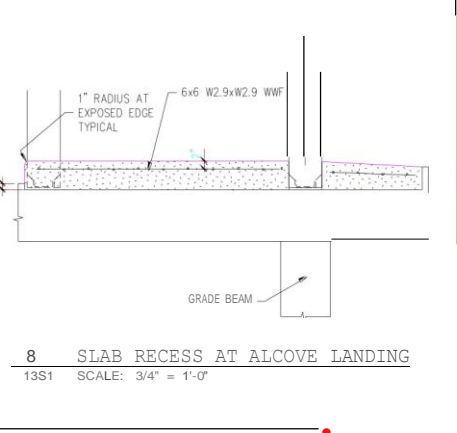 1" RADIUS AT
EXPOSED EDGE
TYPICAL
6x6 W2.9xW2.9 WWF
GRADE BEAM
8 SLAB RECESS AT ALCOVE LANDING
13S1 SCALE: 3/4" = 1'-0"